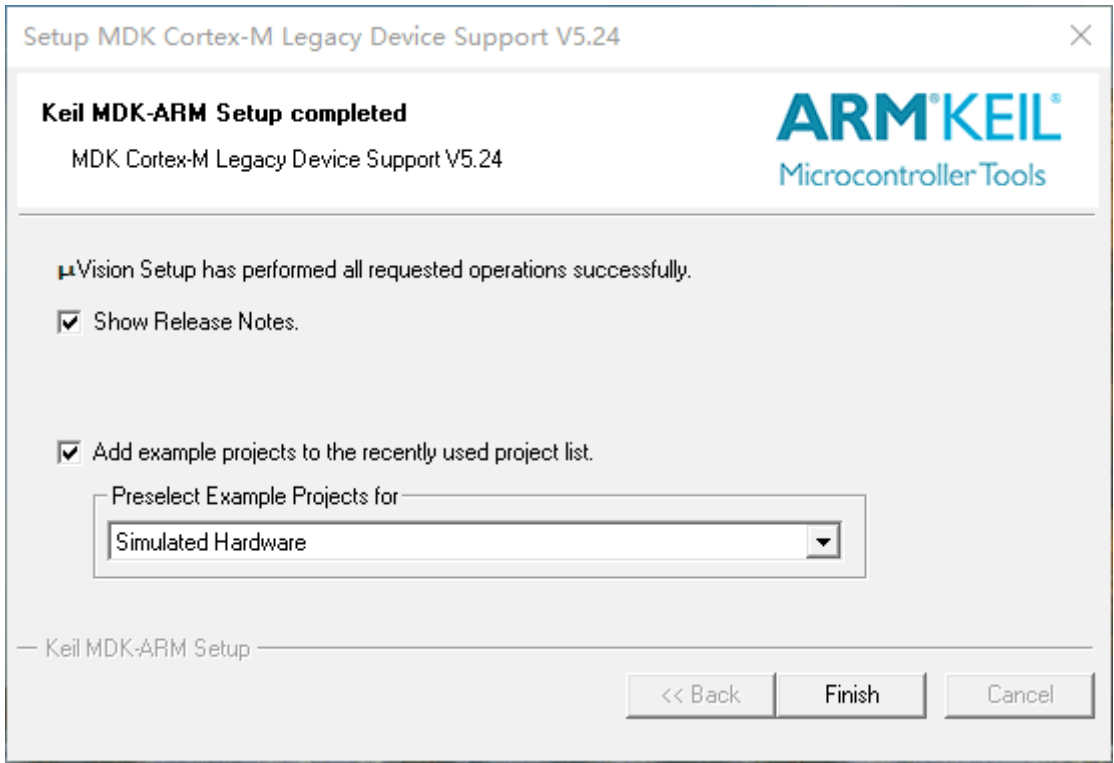 Setup MDK Cortex-M Legacy Device Support V5.24
Keil MDK-ARM Setup completed
MDK Cortex-M Legacy Device Support V5.24
ARM®KEIL®
Microcontroller Tools
µVision Setup has performed all requested operations successfully.
Show Release Notes.
Add example projects to the recently used project list.
Preselect Example Projects for
Simulated Hardware
Keil MDK-ARM Setup
<< Back
Finish
Cancel